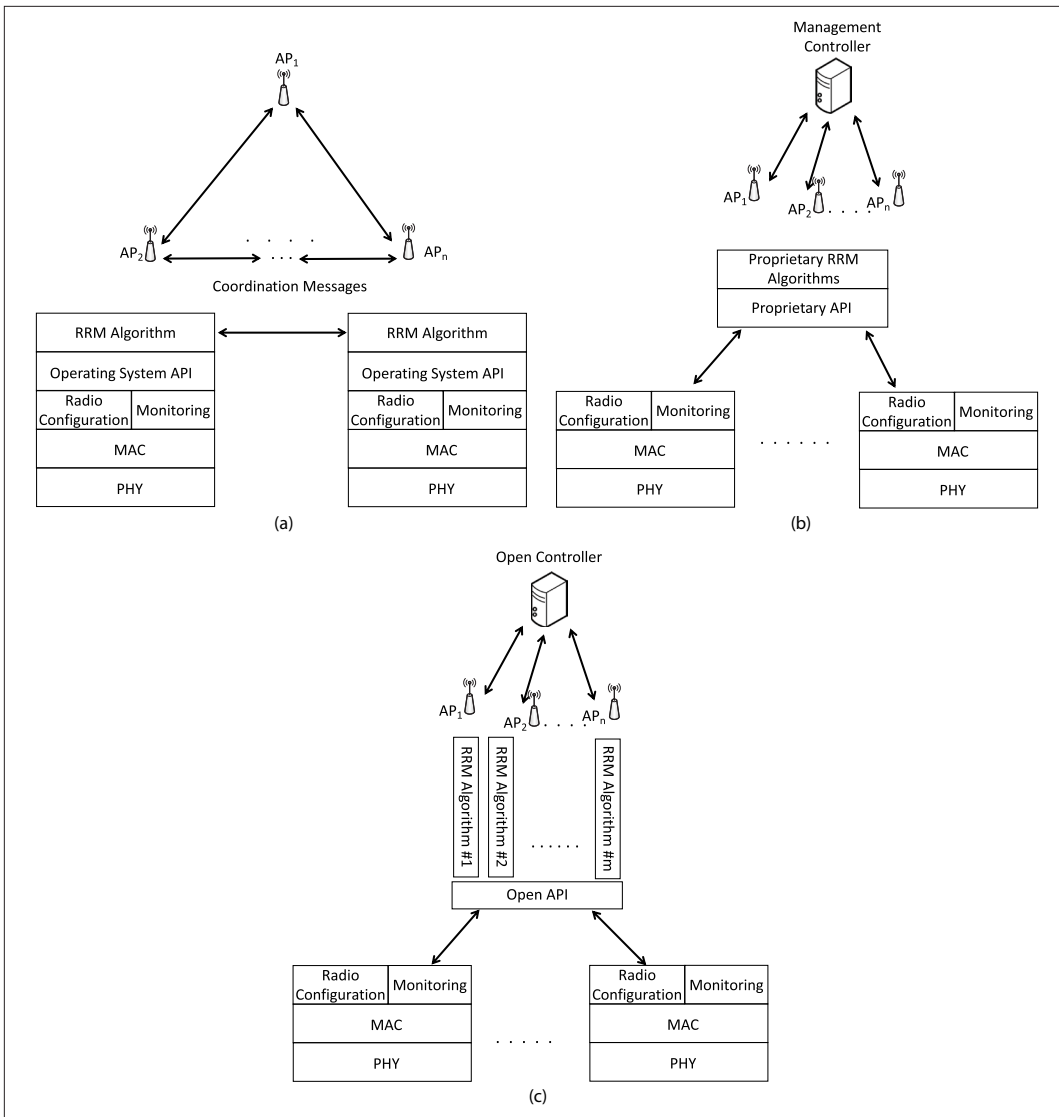 AP1
AP2
. . . .
. . .
APn
Coordination Messages
RRM Algorithm
RRM Algorithm
Operating System API
Operating System API
Radio
Configuration
Monitoring
Radio
Configuration
Monitoring
MAC
MAC
PHY
PHY
(a)
Management
Controller
AP1
AP2
. . . .
APn
Proprietary RRM
Algorithms
Proprietary API
Radio
Configuration
Monitoring
Radio
Configuration
Monitoring
MAC
. . . . . .
MAC
PHY
PHY
(b)
Open Controller
AP1
AP2
. . . .
APn
RRM Algorithm #1
RRM Algorithm #2
. . . . . .
RRM Algorithm #m
Open API
Radio
Configuration
Monitoring
Radio
Configuration
Monitoring
MAC
. . . . .
MAC
PHY
PHY
(c)